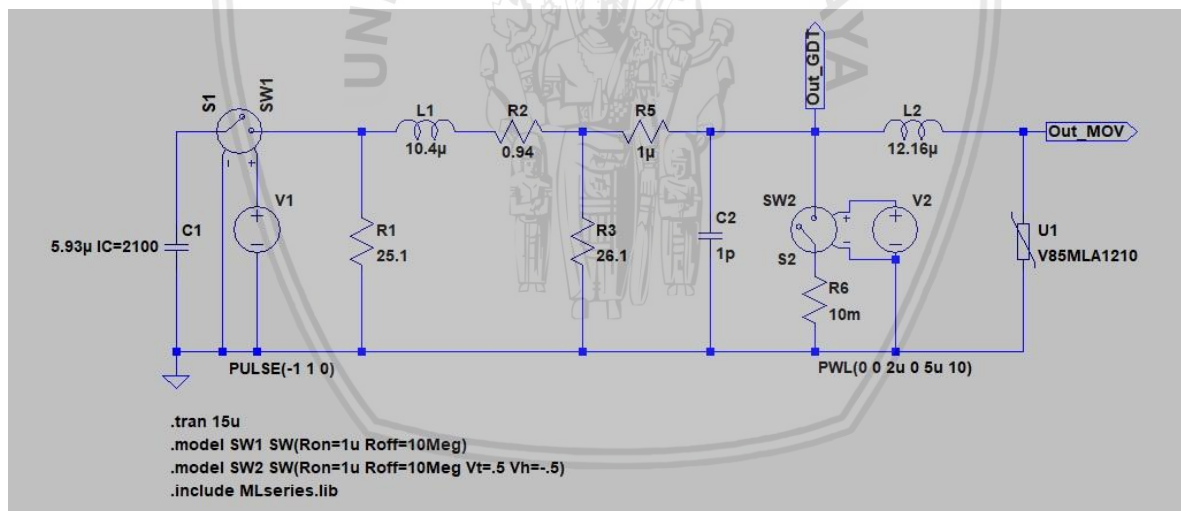 UN
AYA
Out_GDT
S1
SW1
L1
10.4µ
R2
0.94
R5
1µ
L2
12.16µ
Out_MOV
V1
C1
5.93µ IC=2100
R1
25.1
R3
26.1
C2
1p
SW2
S2
V2
R6
10m
U1
V85MLA1210
PULSE(-1 1 0)
PWL(0 0 2u 0 5u 10)
.tran 15u
.model SW1 SW(Ron=1u Roff=10Meg)
.model SW2 SW(Ron=1u Roff=10Meg Vt=.5 Vh=-.5)
.include MLseries.lib